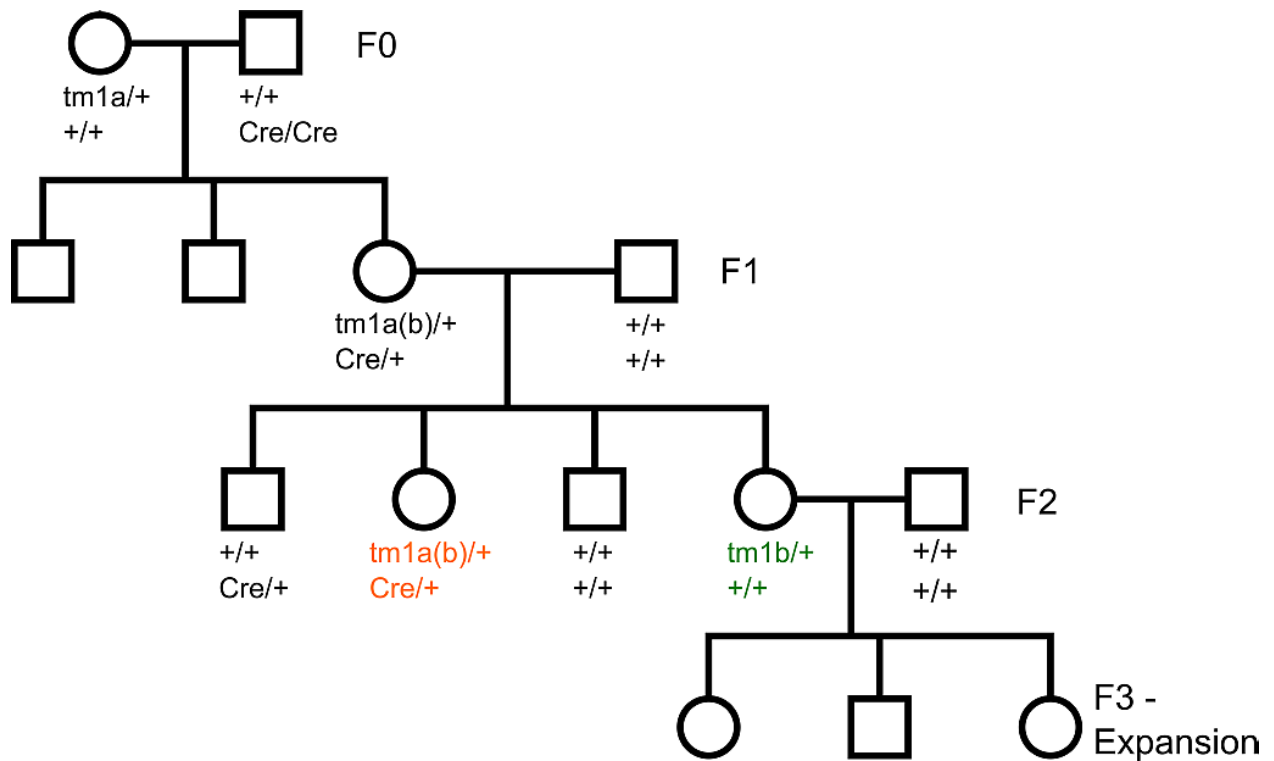 F0
tm1a/+
+/+
+/+
Cre/Cre
F1
tm1a(b)/+
Cre/+
+/+
+/+
F2
+/+
Cre/+
tm1a(b)/+
Cre/+
+/+
+/+
tm1b/+
+/+
+/+
+/+
F3 -
Expansion